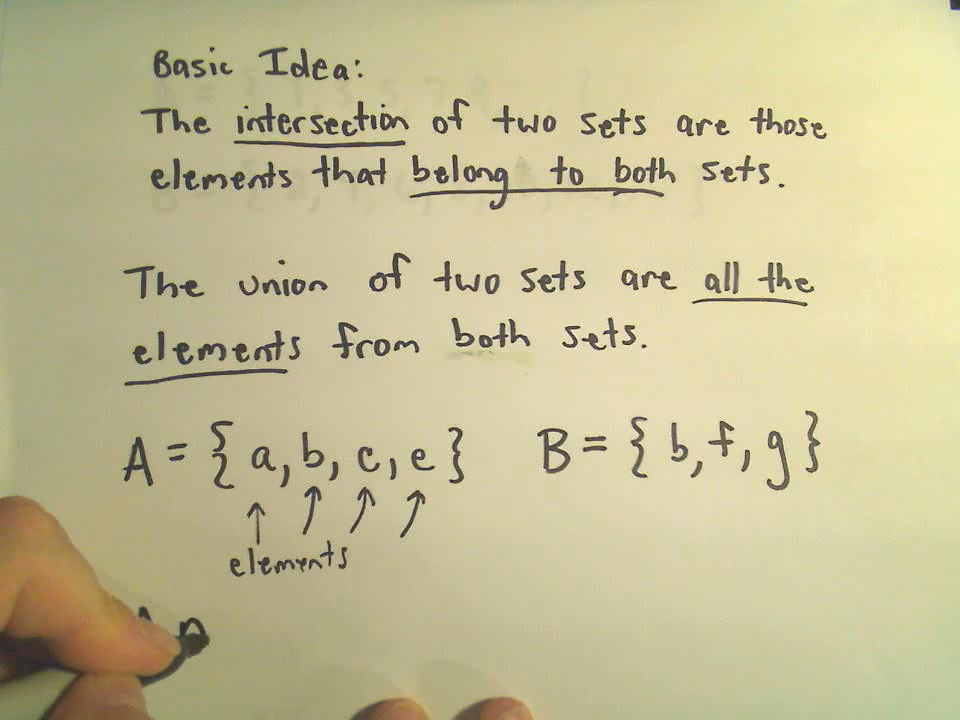 Basic Idea:
The intersection of two sets are those
elements that belong to both sets.
The union of two sets are all the
elements from both sets.
A = {a, b, c, e} B = {b, f, g}
elements